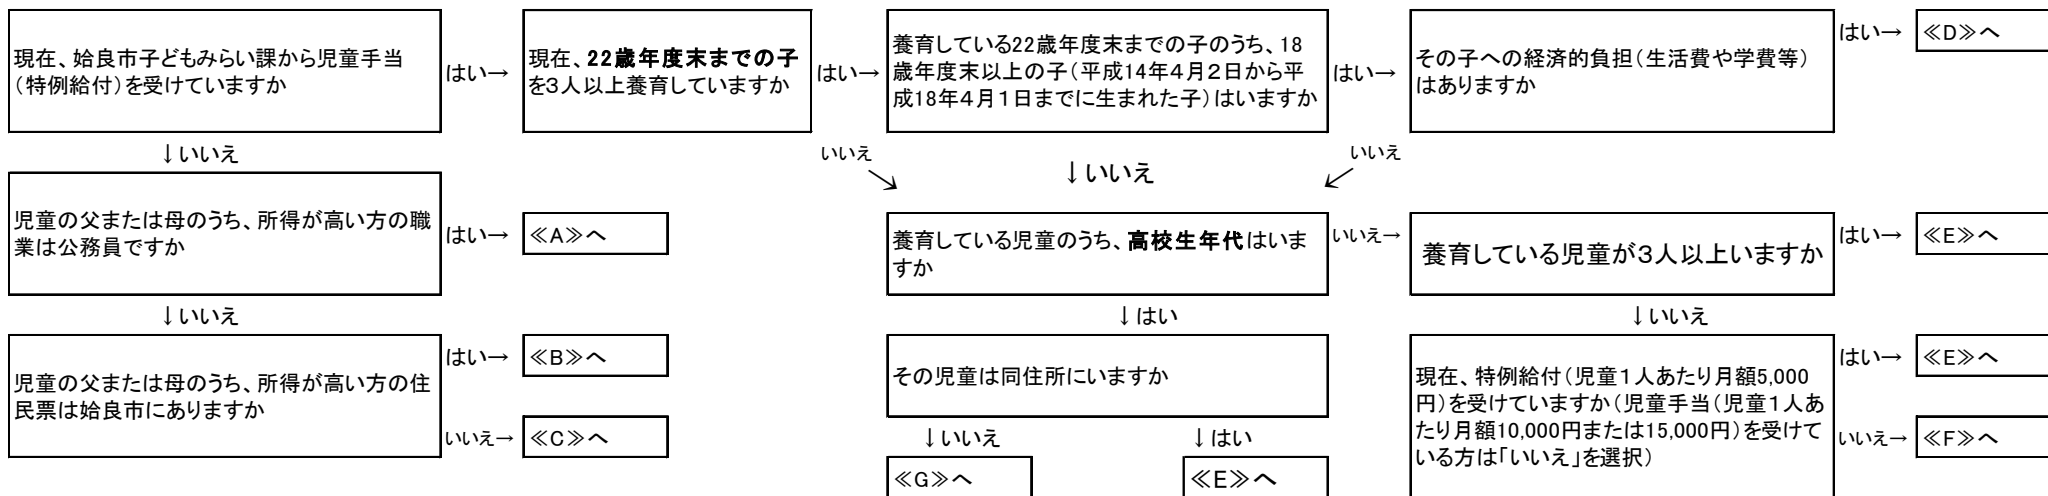 現在、姶良市子どもみらい課から児童手当
（特例給付）を受けていますか
はい→
現在、22歳年度末までの子
を3人以上養育していますか
はい→
養育している22歳年度末までの子のうち、18
歳年度末以上の子（平成14年4月2日から平
成18年4月1日までに生まれた子）はいますか
はい→
その子への経済的負担（生活費や学費等）
はありますか
はい→
≪D≫へ
↓いいえ
いいえ
↓いいえ
いいえ
児童の父または母のうち、所得が高い方の職
業は公務員ですか
はい→
≪A≫へ
養育している児童のうち、高校生年代はいま
すか
いいえ→
養育している児童が3人以上いますか
はい→
≪E≫へ
↓いいえ
↓はい
↓いいえ
児童の父または母のうち、所得が高い方の住
民票は姶良市にありますか
はい→
≪B≫へ
いいえ→
≪C≫へ
その児童は同住所にいますか
↓いいえ
↓はい
≪G≫へ
≪E≫へ
現在、特例給付（児童1人あたり月額5,000
円）を受けていますか（児童手当（児童1人あ
たり月額10,000円または15,000円）を受けて
いる方は「いいえ」を選択）
はい→
≪E≫へ
いいえ→
≪F≫へ